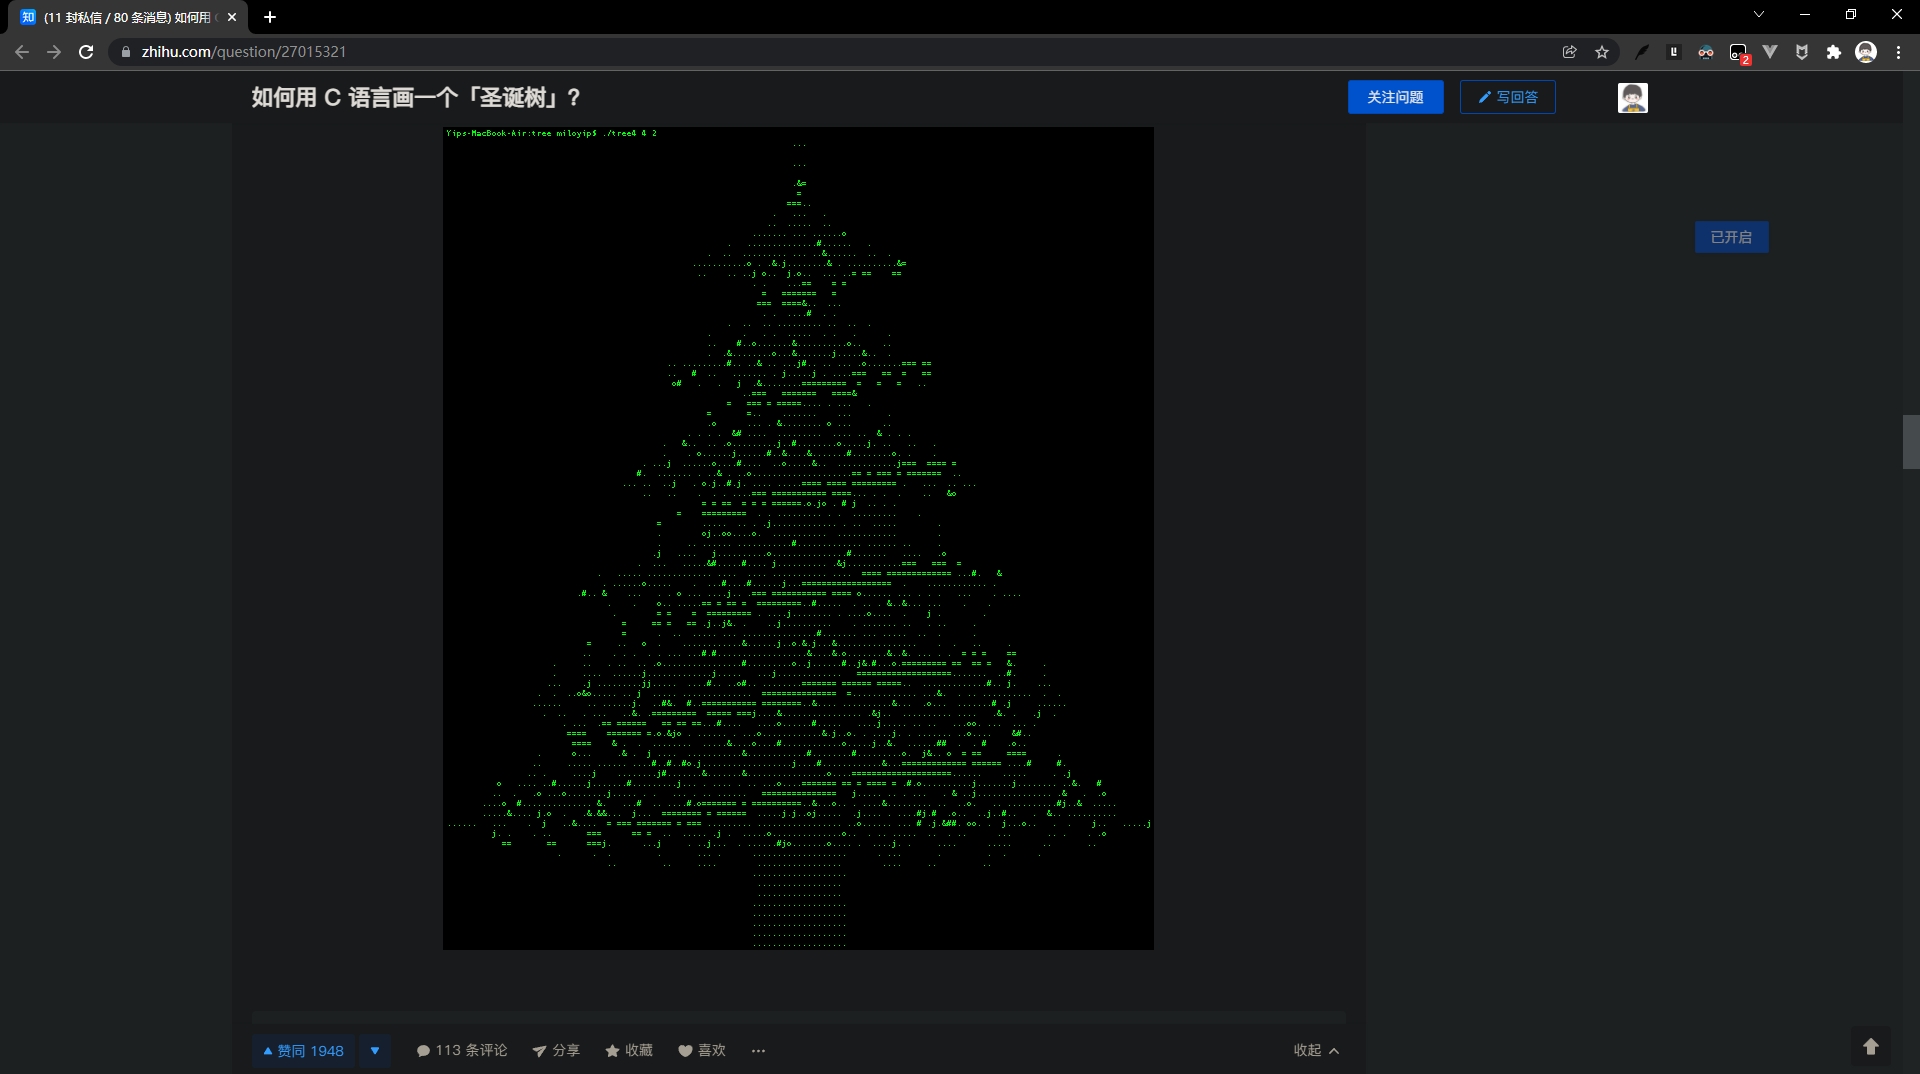 (11 封私信 / 80 条消息) 如何用
zhihu.com/question/27015321
2
如何用 C 语言画一个「圣诞树」?
关注问题
写回答
Yips-MacBook-Air:tree miloyip$ ./tree4 4 2
已开启
赞同 1948
113 条评论
分享
收藏
喜欢
收起